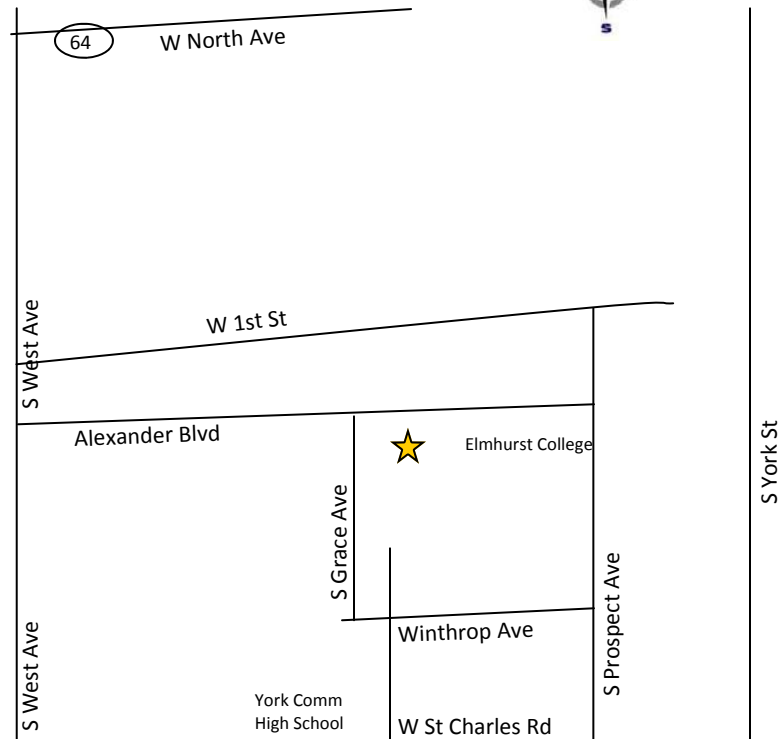 S
64
W North Ave
S West Ave
W 1st St
Alexander Blvd
Elmhurst College
S York St
S Grace Ave
S Prospect Ave
Winthrop Ave
S West Ave
York Comm
High School
W St Charles Rd